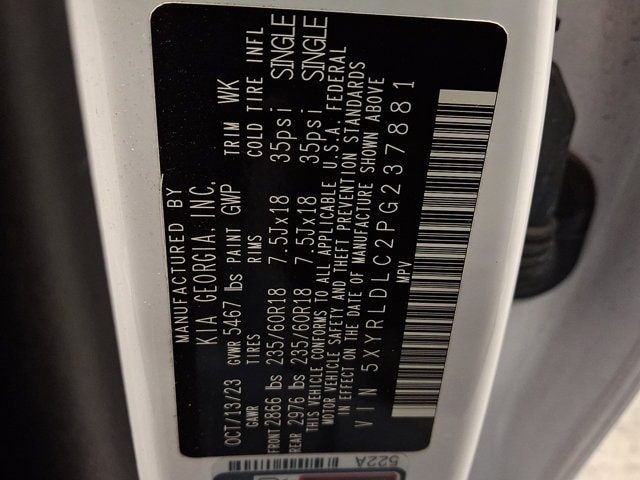 MANUFACTURED BY
KIA GEORGIA, INC.
OCT/13/23 GVWR 5467 lbs PAINT GWP TRIM WK
GAWR TIRES RIMS COLD TIRE INFL
FRONT 2866 lbs 235/60R18 7.5Jx18 35psi SINGLE
REAR 2976 lbs 235/60R18 7.5Jx18 35psi SINGLE
THIS VEHICLE CONFORMS TO ALL APPLICABLE U.S.A. FEDERAL
MOTOR VEHICLE SAFETY AND THEFT PREVENTION STANDARDS
IN EFFECT ON THE DATE OF MANUFACTURE SHOWN ABOVE
VIN 5XYRLDLC2PG237881
MPV
522A